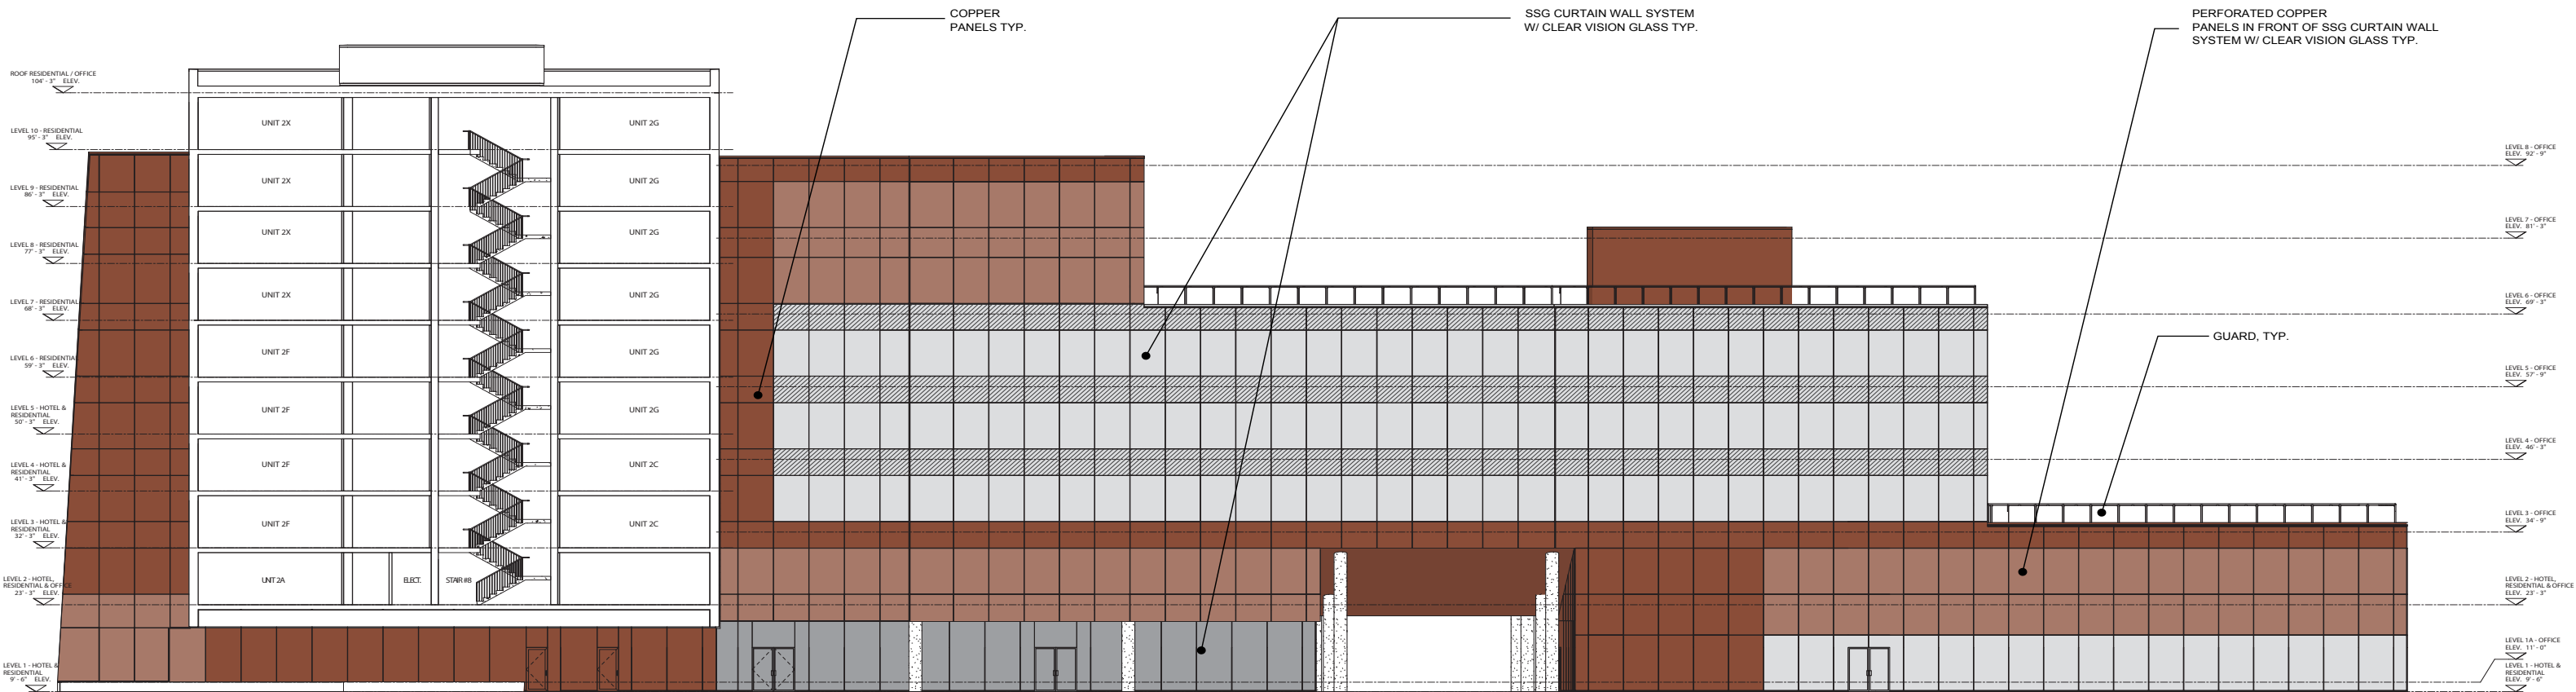 COPPER
PANELS TYP.
SSG CURTAIN WALL SYSTEM
W/ CLEAR VISION GLASS TYP.
PERFORATED COPPER
PANELS IN FRONT OF SSG CURTAIN WALL
SYSTEM W/ CLEAR VISION GLASS TYP.
GUARD, TYP.
ROOF RESIDENTIAL / OFFICE
104' - 3" ELEV.
LEVEL 10 - RESIDENTIAL
95' - 3" ELEV.
LEVEL 9 - RESIDENTIAL
86' - 3" ELEV.
LEVEL 8 - RESIDENTIAL
77' - 3" ELEV.
LEVEL 7 - RESIDENTIAL
68' - 3" ELEV.
LEVEL 6 - RESIDENTIAL
59' - 3" ELEV.
LEVEL 5 - HOTEL &
RESIDENTIAL
50' - 3" ELEV.
LEVEL 4 - HOTEL &
RESIDENTIAL
41' - 3" ELEV.
LEVEL 3 - HOTEL &
RESIDENTIAL
32' - 3" ELEV.
LEVEL 2 - HOTEL,
RESIDENTIAL & OFFICE
23' - 3" ELEV.
LEVEL 1 - HOTEL &
RESIDENTIAL
9' - 6" ELEV.
UNIT 2X
UNIT 2G
UNIT 2X
UNIT 2G
UNIT 2X
UNIT 2G
UNIT 2X
UNIT 2G
UNIT 2F
UNIT 2G
UNIT 2F
UNIT 2G
UNIT 2F
UNIT 2C
UNIT 2F
UNIT 2C
UNIT 2A
ELECT.
STAIR #8
LEVEL 8 - OFFICE
ELEV. 92' - 9"
LEVEL 7 - OFFICE
ELEV. 81' - 3"
LEVEL 6 - OFFICE
ELEV. 69' - 3"
LEVEL 5 - OFFICE
ELEV. 57' - 9"
LEVEL 4 - OFFICE
ELEV. 46' - 3"
LEVEL 3 - OFFICE
ELEV. 34' - 9"
LEVEL 2 - HOTEL,
RESIDENTIAL & OFFICE
ELEV. 23' - 3"
LEVEL 1A - OFFICE
ELEV. 11' - 0"
LEVEL 1 - HOTEL &
RESIDENTIAL
ELEV. 9' - 6"